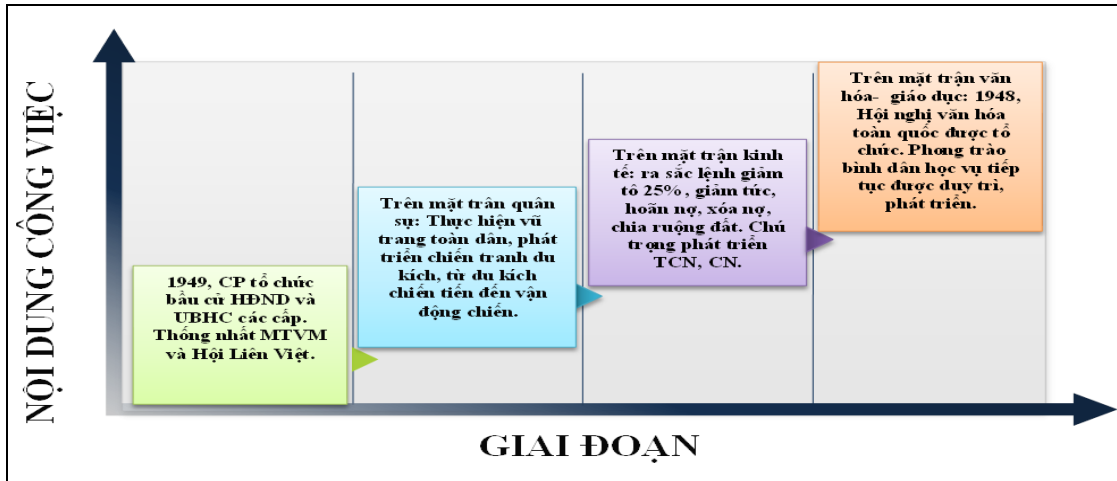 NỘI DUNG CÔNG VIỆC
1949, CP tổ chức
bầu cử HĐND và
UBHC các cấp.
Thống nhất MTVM
và Hội Liên Việt.
Trên mặt trân quân
sự: Thực hiện vũ
trang toàn dân, phát
triển chiến tranh du
kích, từ du kích
chiến tiến đến vận
động chiến.
Trên mặt trận kinh
tế: ra sắc lệnh giảm
tô 25%, giảm tức,
hoãn nợ, xóa nợ,
chia ruộng đất. Chú
trọng phát triển
TCN, CN.
Trên mặt trận văn
hóa- giáo dục: 1948,
Hội nghị văn hóa
toàn quốc được tổ
chức. Phong trào
bình dân học vụ tiếp
tục được duy trì,
phát triển.
GIAI ĐOẠN